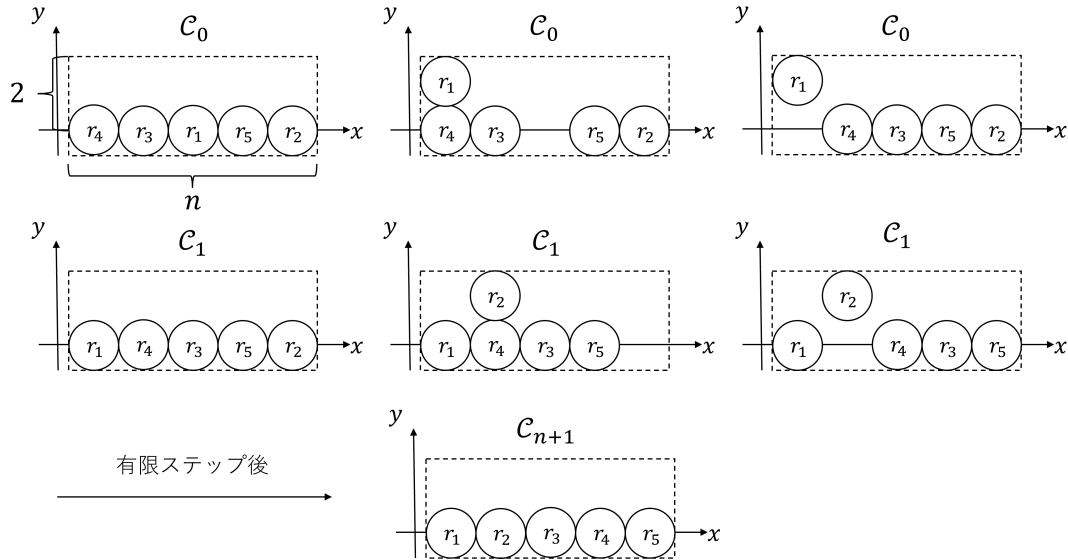 y C₀ y C₀ y C₀
2 r₄ r₃ r₁ r₅ r₂ x
n
r₁ r₄ r₃ r₅ r₂ x
r₁ r₄ r₃ r₅ r₂ x
y C₁ y C₁ y C₁
r₁ r₄ r₃ r₅ r₂ x
r₂ r₁ r₄ r₃ r₅ x
r₂ r₁ r₄ r₃ r₅ x
有限ステップ後
y Cₙ₊₁
r₁ r₂ r₃ r₄ r₅ x